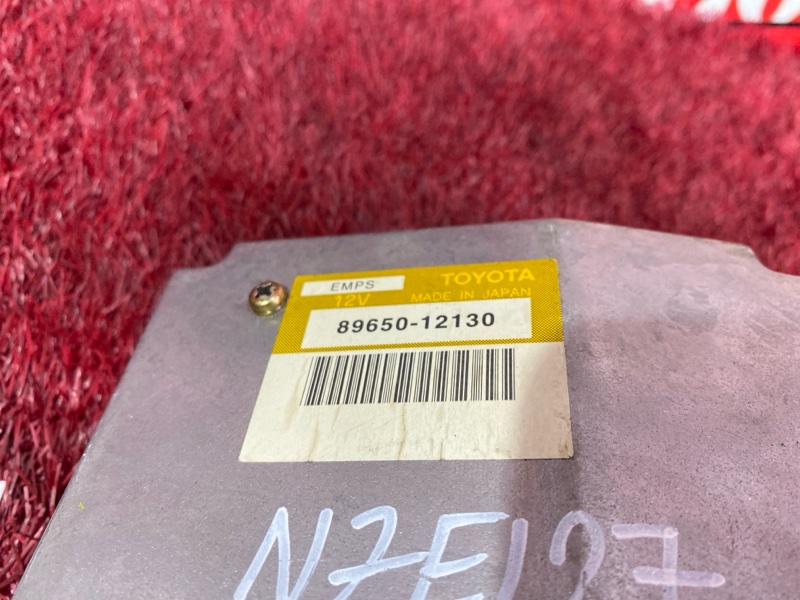 EMPS TOYOTA
12V MADE IN JAPAN
89650-12130
NZE127